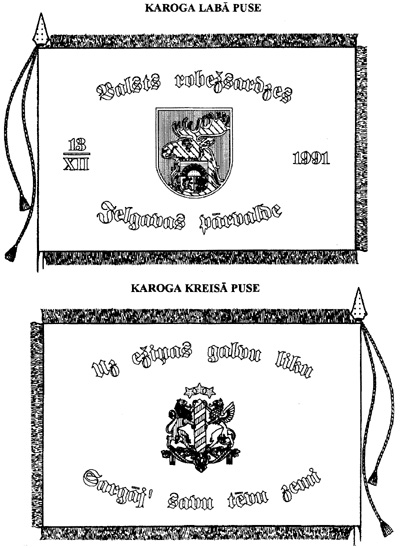 KAROGA LABĀ PUSE
Valsts robežsardzes
13
XII
1991
Jelgavas pārvalde
KAROGA KREISĀ PUSE
Uz ežiņas galvu liku
Sargāj' savu tēvu zemi